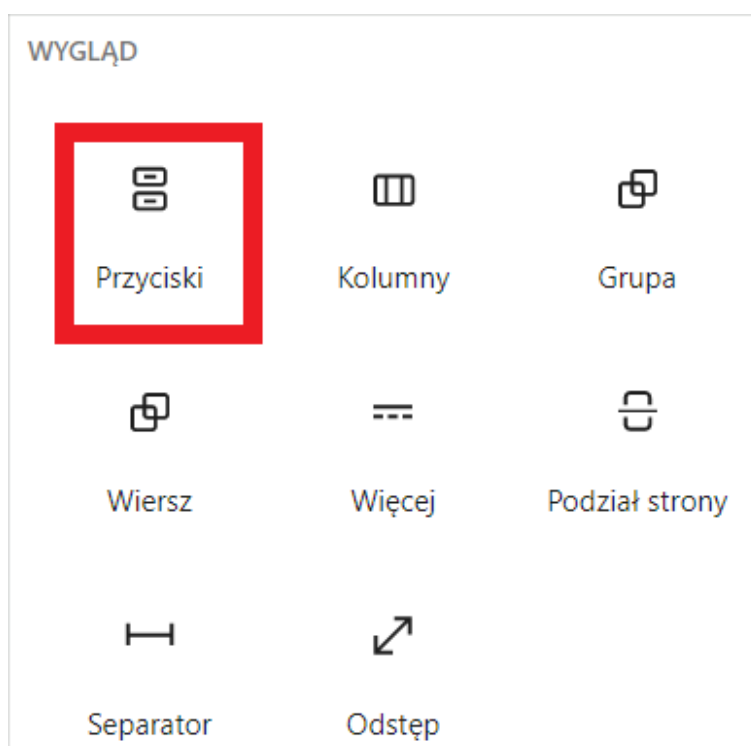 WYGLĄD
Przyciski Kolumny Grupa
Wiersz Więcej Podział strony
Separator Odstęp